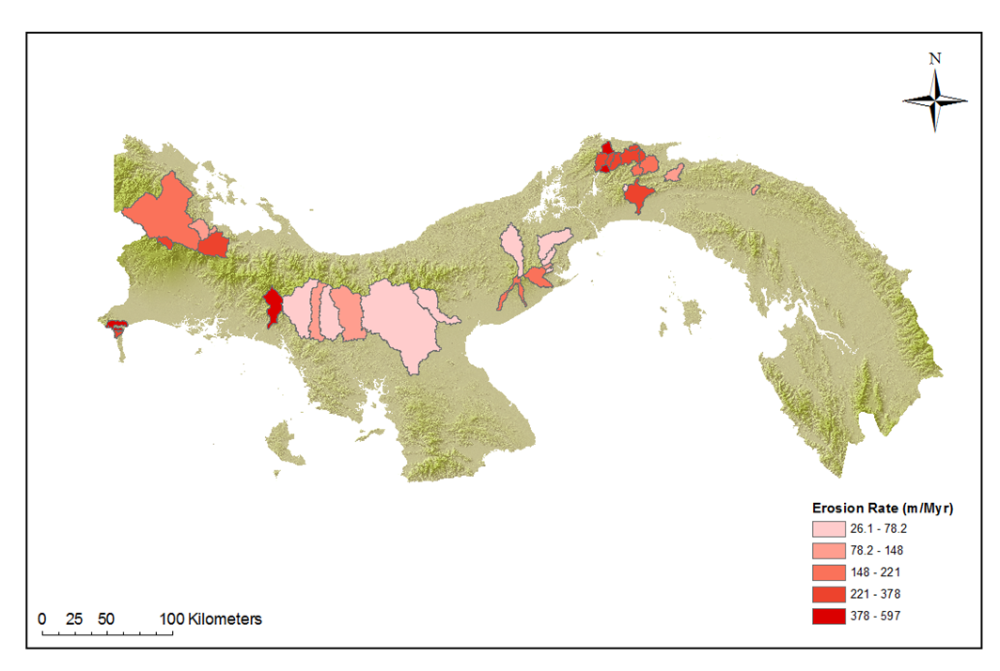 N
Erosion Rate (m/Myr)
26.1 - 78.2
78.2 - 148
148 - 221
221 - 378
378 - 597
0 25 50 100 Kilometers